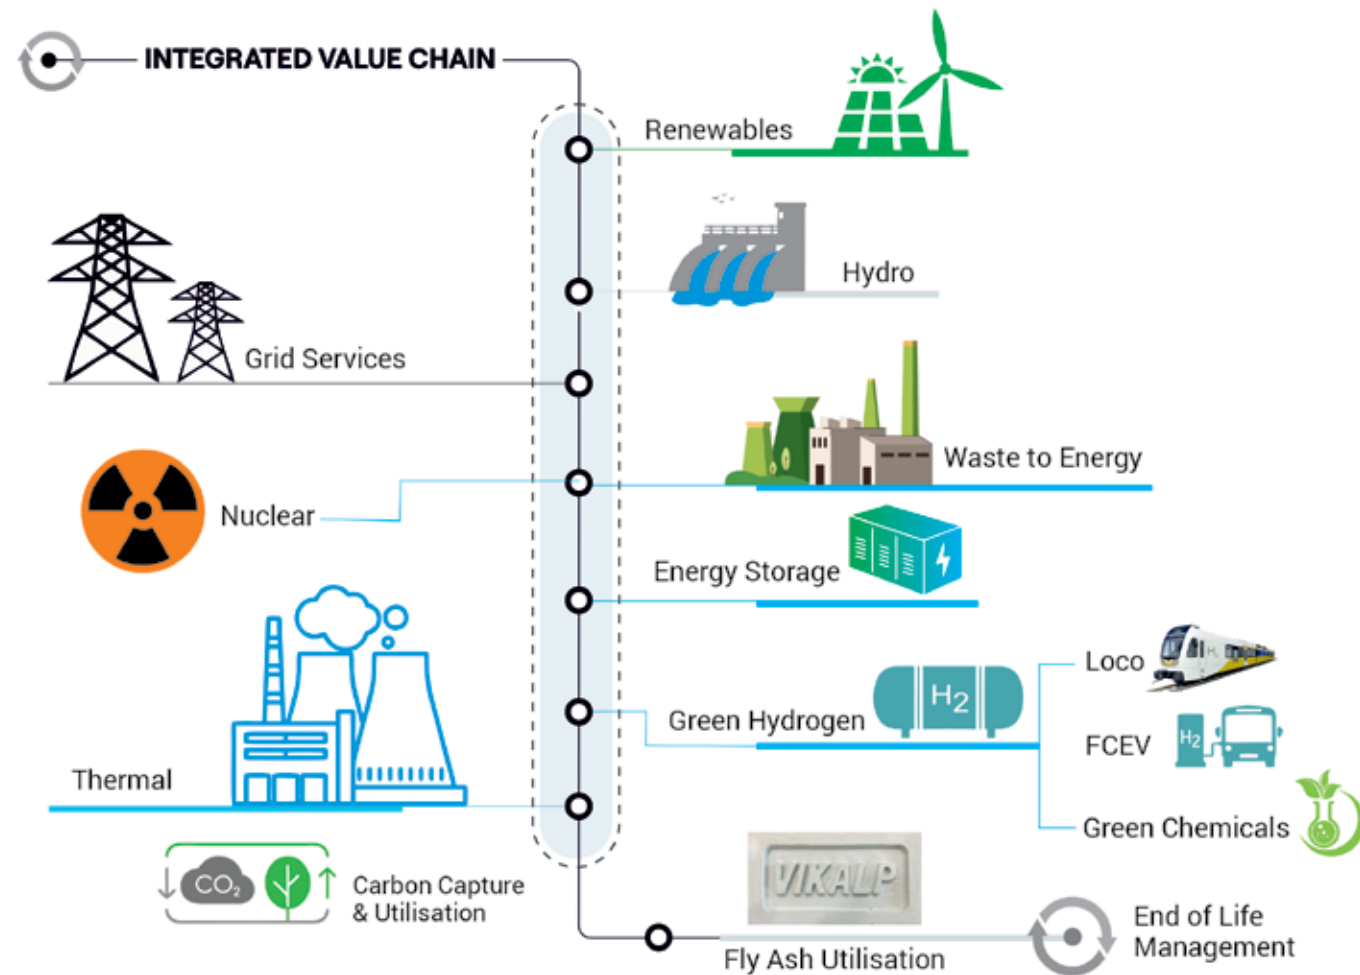 INTEGRATED VALUE CHAIN
Renewables
Hydro
Grid Services
Waste to Energy
Nuclear
Energy Storage
Loco
H2
Green Hydrogen
H₂
FCEV
H2
Thermal
Green Chemicals
CO₂
Carbon Capture
& Utilisation
VIKALP
Fly Ash Utilisation
End of Life
Management